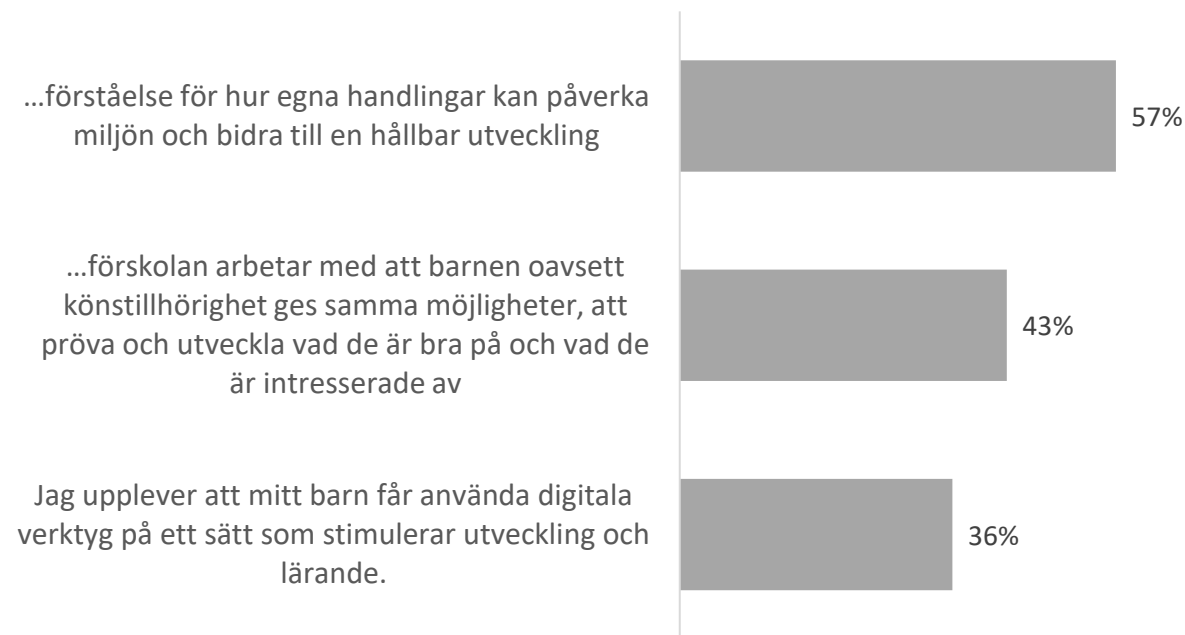 …förståelse för hur egna handlingar kan påverka
miljön och bidra till en hållbar utveckling
57%
…förskolan arbetar med att barnen oavsett
könstillhörighet ges samma möjligheter, att
pröva och utveckla vad de är bra på och vad de
är intresserade av
43%
Jag upplever att mitt barn får använda digitala
verktyg på ett sätt som stimulerar utveckling och
lärande.
36%